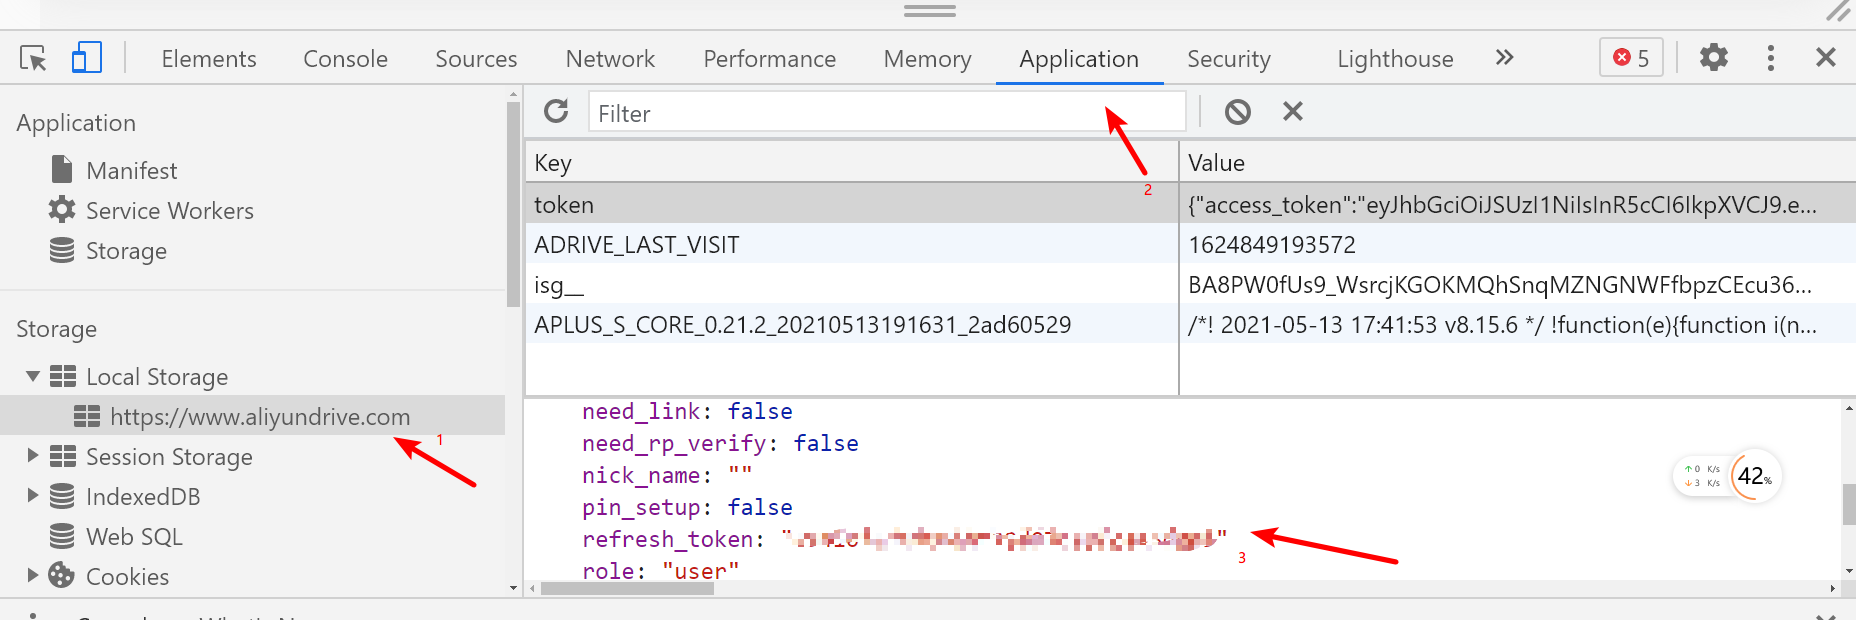 Elements Console Sources Network Performance Memory Application Security Lighthouse » 5
Application
Manifest
Service Workers
Storage
Storage
Local Storage
https://www.aliyundrive.com
1
Session Storage
IndexedDB
Web SQL
Cookies
Filter
2
Key Value
token {"access_token":"eyJhbGciOiJSUzI1NiIsInR5cCI6IkpXVCJ9.e...
ADRIVE_LAST_VISIT 1624849193572
isg__ BA8PW0fUs9_WsrcjKGOKMQhSnqMZNGNWFfbpzCEcu36...
APLUS_S_CORE_0.21.2_20210513191631_2ad60529 /*! 2021-05-13 17:41:53 v8.15.6 */ !function(e){function i(n...
need_link: false
need_rp_verify: false
nick_name: ""
pin_setup: false
refresh_token: " "
3
role: "user"
0 K/s
3 K/s
42%